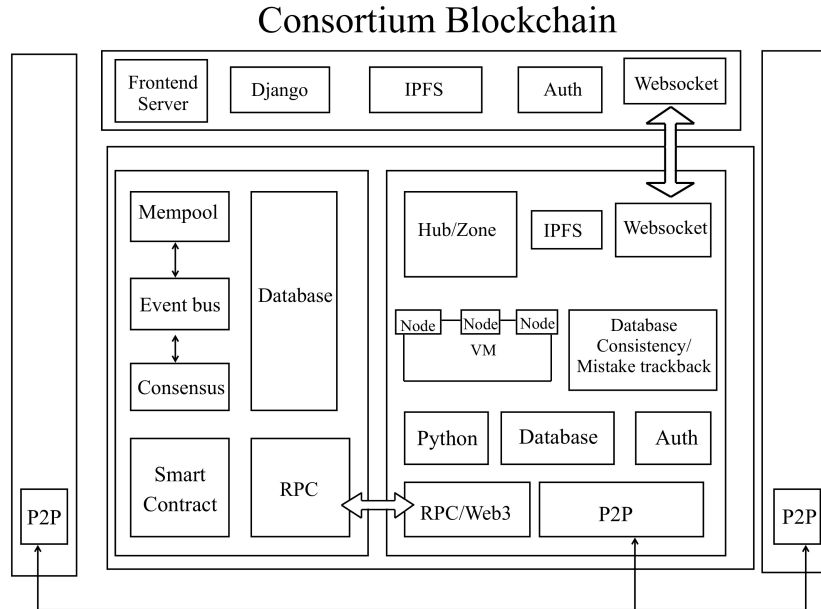 Consortium Blockchain
Frontend
Server
Django
IPFS
Auth
Websocket
Mempool
Event bus
Consensus
Database
Smart
Contract
RPC
Hub/Zone
IPFS
Websocket
Node
Node
Node
VM
Database
Consistency/
Mistake trackback
Python
Database
Auth
RPC/Web3
P2P
P2P
P2P